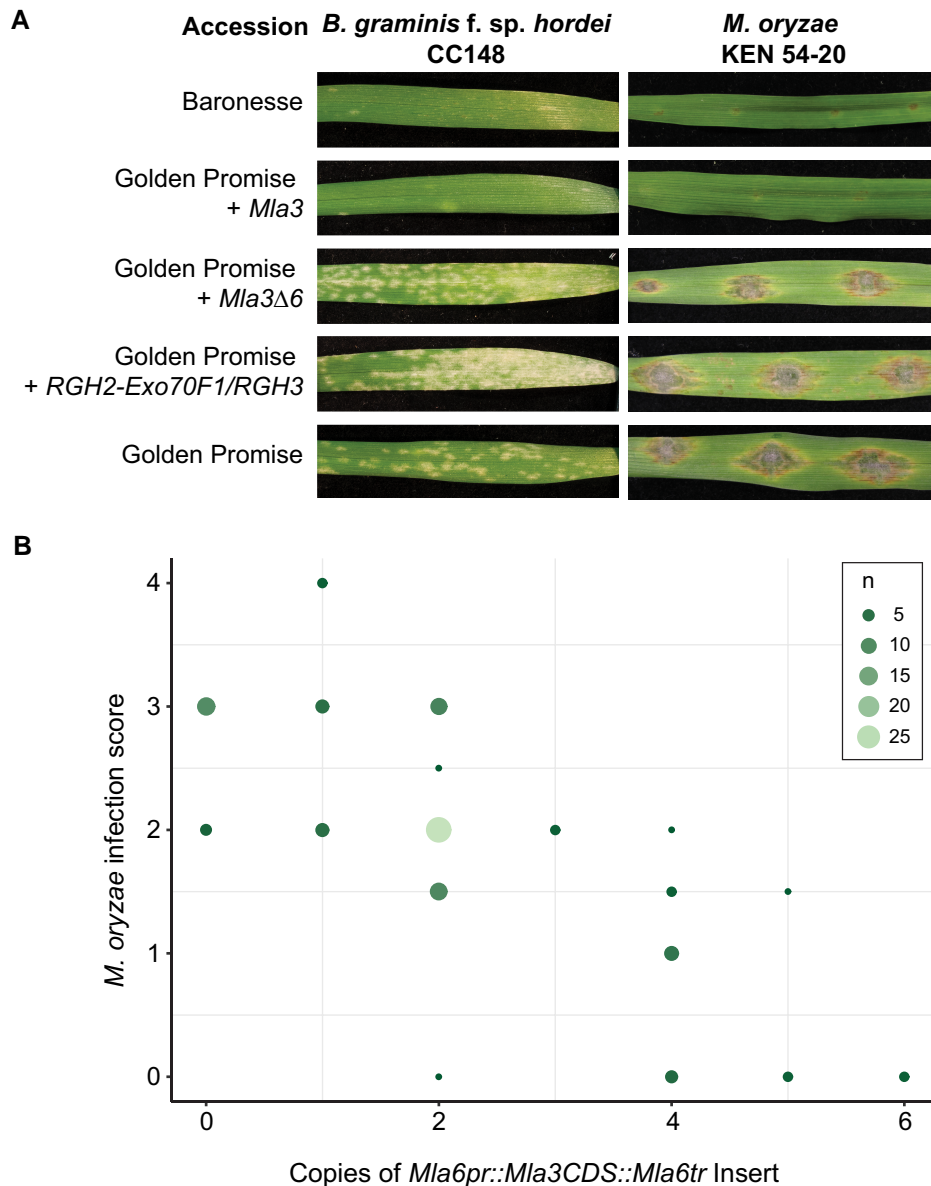 A
Accession
B. graminis f. sp. hordei
CC148
M. oryzae
KEN 54-20
Baronesse
Golden Promise
+ Mla3
Golden Promise
+ Mla3Δ6
Golden Promise
+ RGH2-Exo70F1/RGH3
Golden Promise
B
M. oryzae infection score
4
3
2
1
0
0
2
4
6
Copies of Mla6pr::Mla3CDS::Mla6tr Insert
n
5
10
15
20
25